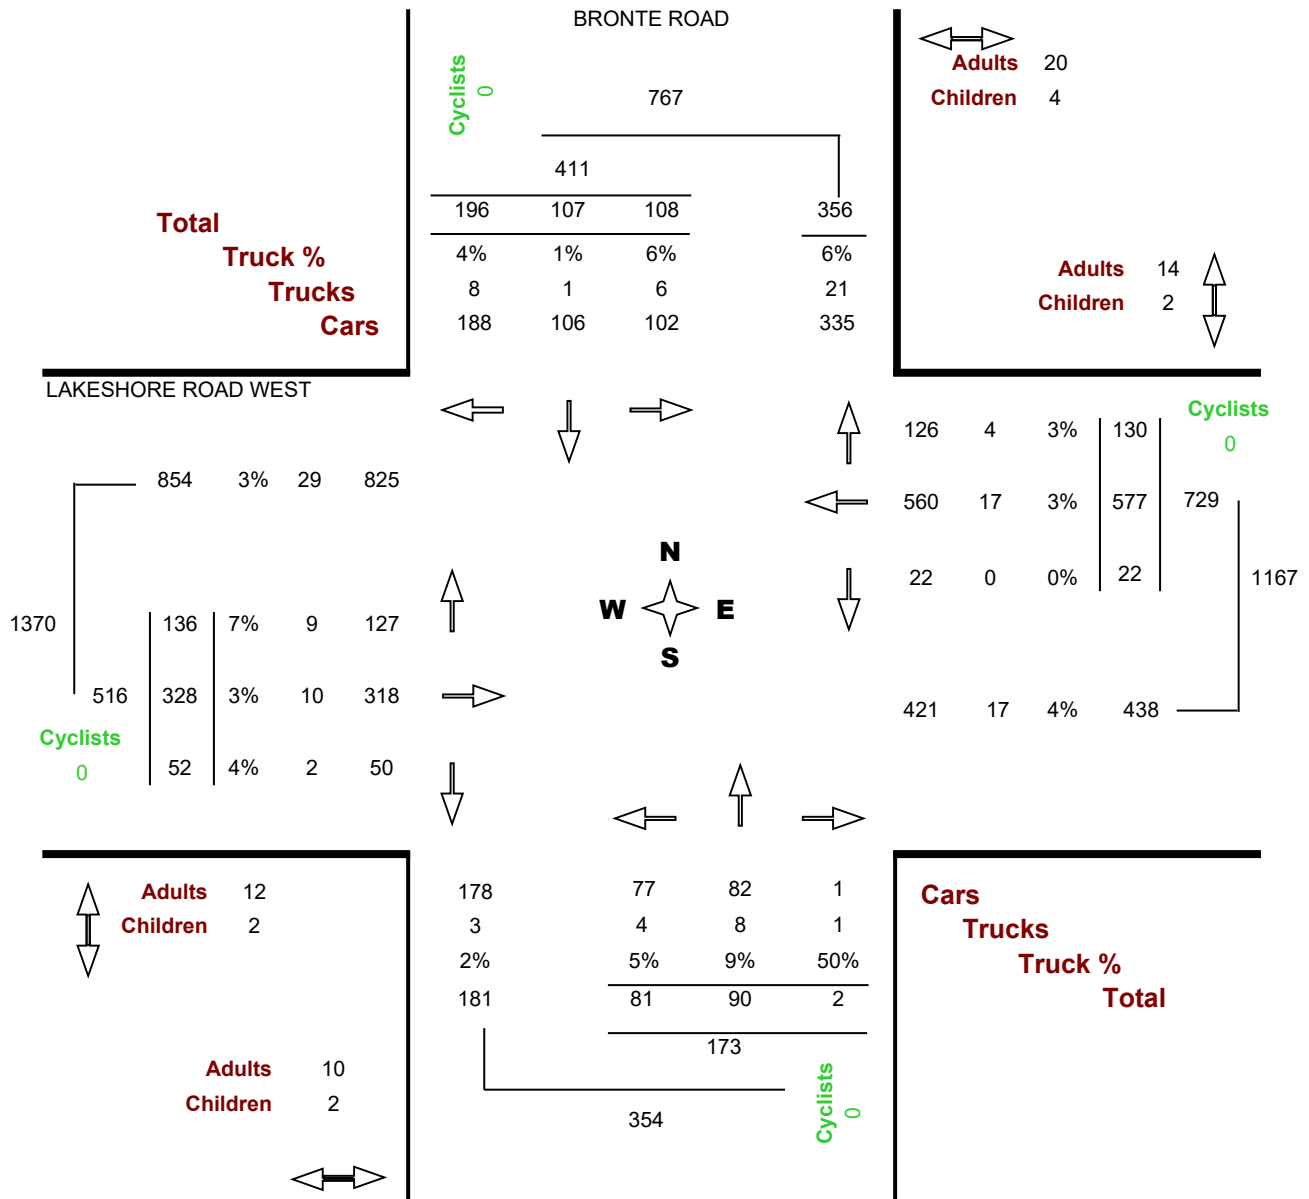 BRONTE ROAD
Cyclists
0
767
Adults 20
Children 4
411
196 107 108 356
Total
4% 1% 6% 6%
Truck %
Adults 14
8 1 6 21
Trucks
Children 2
188 106 102 335
Cars
LAKESHORE ROAD WEST
Cyclists
0
126 4 3% 130
854 3% 29 825
560 17 3% 577 729
N
22 0 0% 22 1167
W E
S
1370 136 7% 9 127
516 328 3% 10 318
421 17 4% 438
Cyclists
0
52 4% 2 50
Adults 12
Children 2
178 77 82 1
3 4 8 1
2% 5% 9% 50%
181 81 90 2
Cars
Trucks
Truck %
Total
173
Adults 10
Children 2
354
Cyclists
0